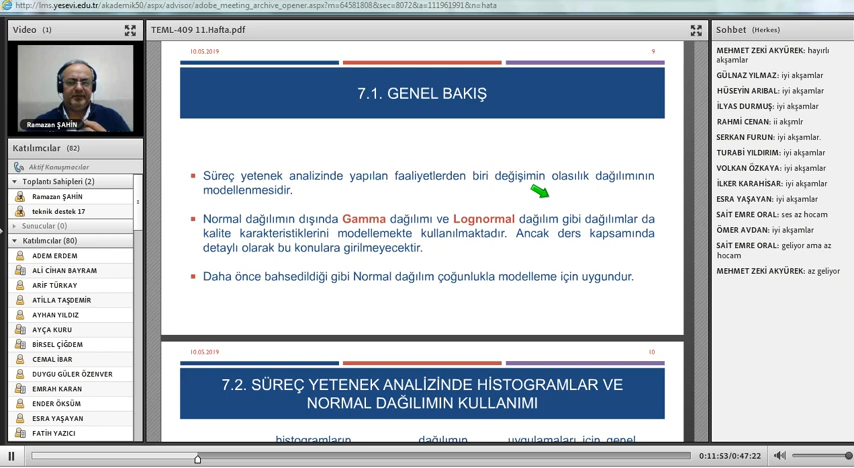 http://lms.yesevi.edu.tr/akademik50/aspx/advisor/adobe_meeting_archive_opener.aspx?m=64581808&sec=8072&a=111961991&n=hata
Video (1)
Ramazan ŞAHİN
Katılımcılar (82)
Aktif Konuşmacılar
Toplantı Sahipleri (2)
Ramazan ŞAHİN
teknik destek 17
Sunucular (0)
Katılımcılar (80)
ADEM ERDEM
ALİ CİHAN BAYRAM
ARİF TÜRKAY
ATİLLA TAŞDEMİR
AYHAN YILDIZ
AYÇA KURU
BİRSEL ÇİĞDEM
CEMAL İBAR
DUYGU GÜLER ÖZENVER
EMRAH KARAN
ENDER ÖKSÜM
ESRA YAŞAYAN
FATİH YAZICI
TEML-409 11.Hafta.pdf
10.05.2019
9
7.1. GENEL BAKIŞ
Süreç yetenek analizinde yapılan faaliyetlerden biri değişimin olasılık dağılımının
modellenmesidir.
Normal dağılımın dışında Gamma dağılımı ve Lognormal dağılım gibi dağılımlar da
kalite karakteristiklerini modellemekte kullanılmaktadır. Ancak ders kapsamında
detaylı olarak bu konulara girilmeyecektir.
Daha önce bahsedildiği gibi Normal dağılım çoğunlukla modelleme için uygundur.
10.05.2019
10
7.2. SÜREÇ YETENEK ANALİZİNDE HİSTOGRAMLAR VE
NORMAL DAĞILIMIN KULLANIMI
histogramların dağılımın uygulamaları için genel
Sohbet (Herkes)
MEHMET ZEKİ AKYÜREK: hayırlı
akşamlar
GÜLNAZ YILMAZ: iyi akşamlar
HÜSEYİN ARIBAL: iyi akşamlar
İLYAS DURMUŞ: iyi akşamlar
RAHMİ CENAN: ii akşmlr
SERKAN FURUN: iyi akşamlar.
TURABİ YILDIRIM: iyi akşamlar
VOLKAN ÖZKAYA: iyi akşamlar
İLKER KARAHİSAR: iyi akşamlar
ESRA YAŞAYAN: iyi akşamlar
SAİT EMRE ORAL: ses az hocam
ÖMER AVDAN: iyi akşamlar
SAİT EMRE ORAL: geliyor ama az
hocam
MEHMET ZEKİ AKYÜREK: az geliyor
0:11:53/0:47:22